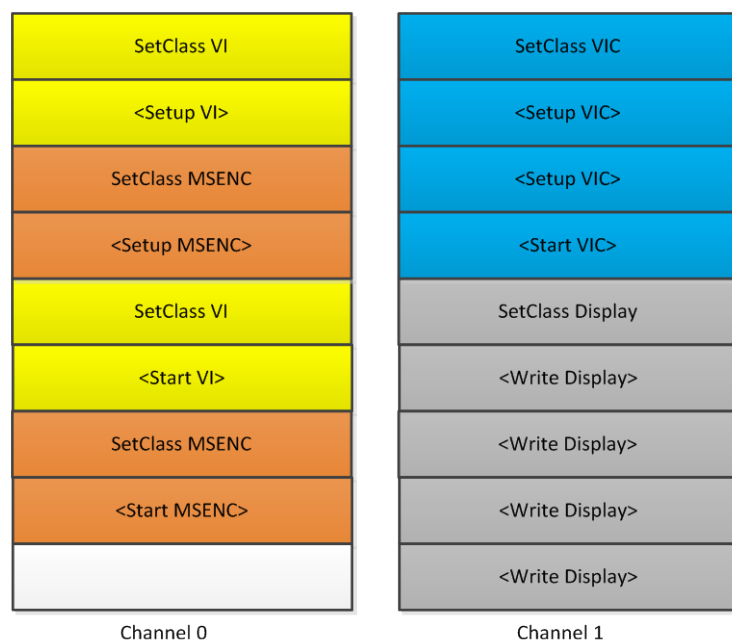 SetClass VI
<Setup VI>
SetClass MSENC
<Setup MSENC>
SetClass VI
<Start VI>
SetClass MSENC
<Start MSENC>
Channel 0
SetClass VIC
<Setup VIC>
<Setup VIC>
<Start VIC>
SetClass Display
<Write Display>
<Write Display>
<Write Display>
<Write Display>
Channel 1